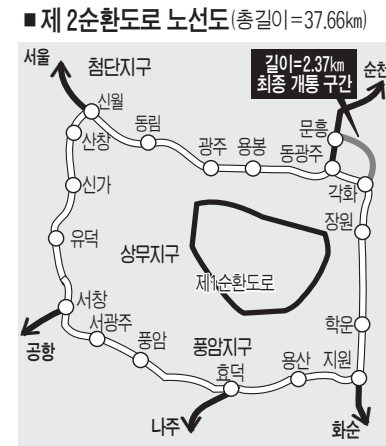 ■ 제 2순환도로 노선도(총길이=37.66㎞)
서울
첨단지구
길이=2.37㎞
최종 개통 구간
순천
신월
산창
동림
광주
용봉
문흥
동광주
각화
신가
장원
유덕
상무지구
제1순환도로
서창
서광주
공항
풍암
풍암지구
효덕
용산
학운
지원
나주
화순